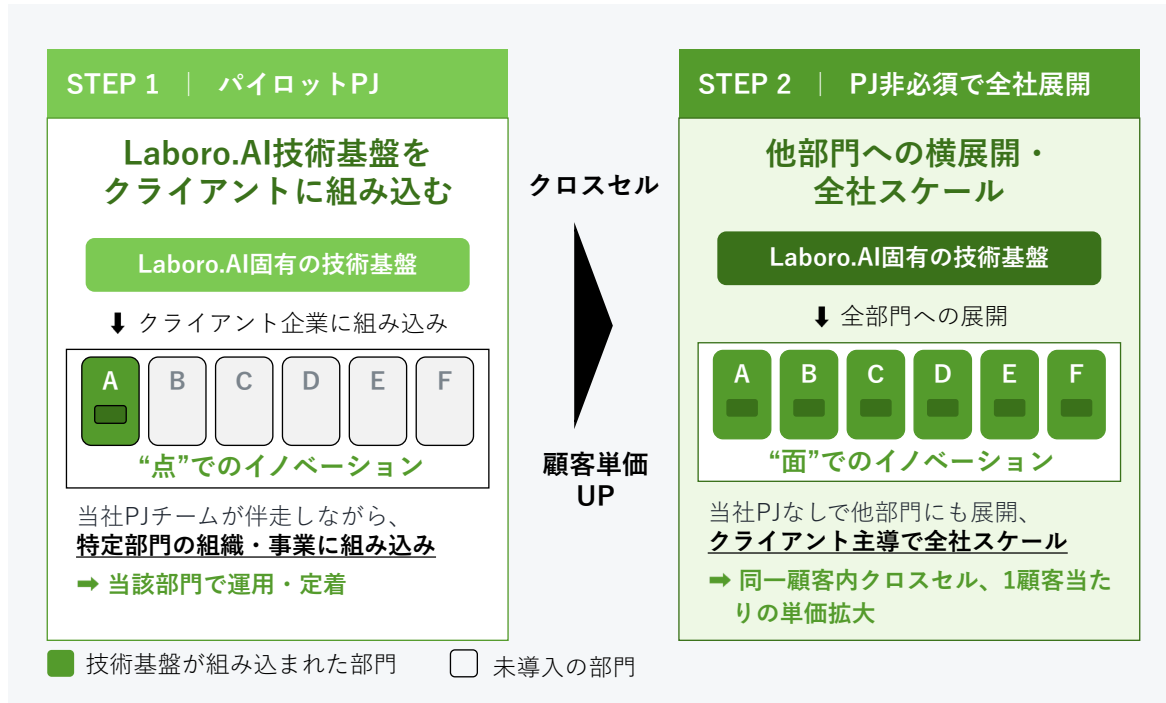 STEP 1 ｜ パイロットPJ
Laboro.AI技術基盤を
クライアントに組み込む
Laboro.AI固有の技術基盤
⬇ クライアント企業に組み込み
A B C D E F
“点”でのイノベーション
当社PJチームが伴走しながら、
特定部門の組織・事業に組み込み
➡ 当該部門で運用・定着
クロスセル
顧客単価
UP
STEP 2 ｜ PJ非必須で全社展開
他部門への横展開・
全社スケール
Laboro.AI固有の技術基盤
⬇ 全部門への展開
A B C D E F
“面”でのイノベーション
当社PJなしで他部門にも展開、
クライアント主導で全社スケール
➡ 同一顧客内クロスセル、1顧客当た
りの単価拡大
技術基盤が組み込まれた部門
未導入の部門